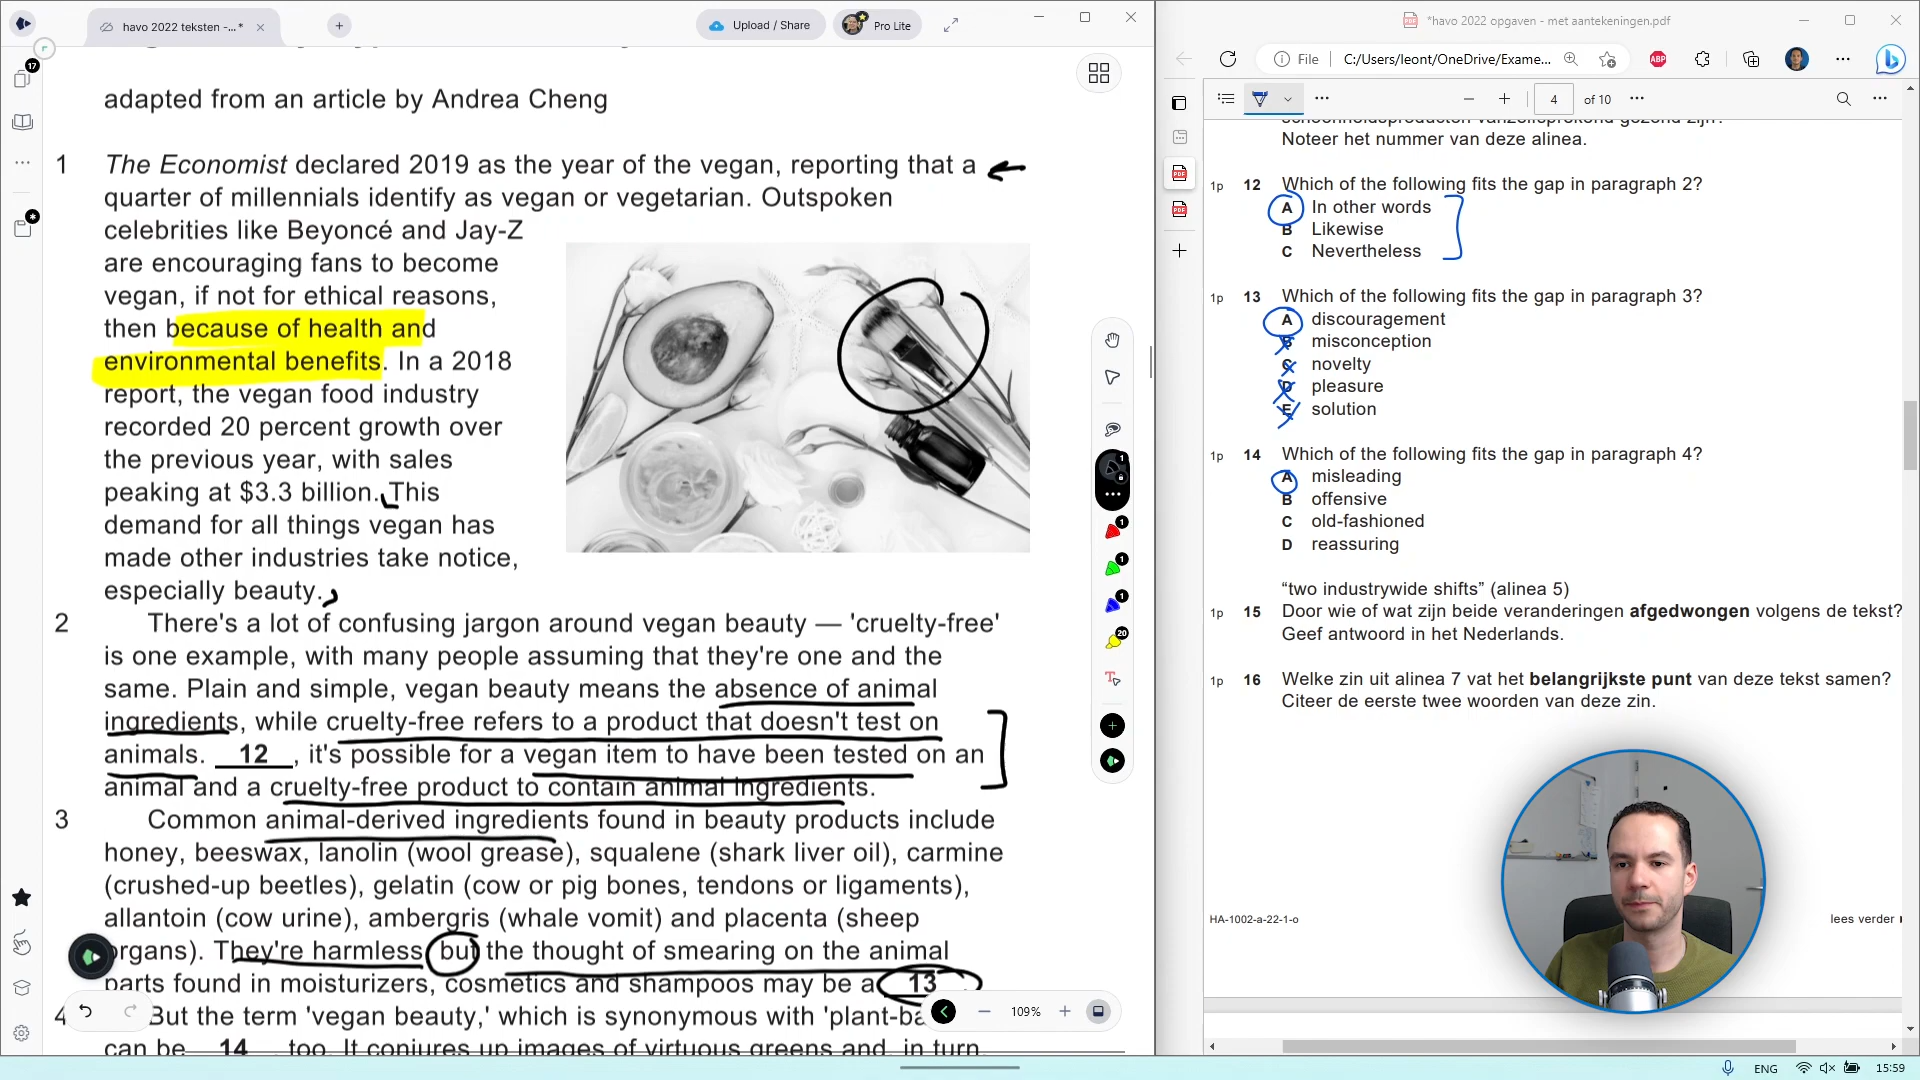 havo 2022 teksten -...*
Upload / Share
Pro Lite
17
adapted from an article by Andrea Cheng
1 The Economist declared 2019 as the year of the vegan, reporting that a
quarter of millennials identify as vegan or vegetarian. Outspoken
celebrities like Beyoncé and Jay-Z
are encouraging fans to become
vegan, if not for ethical reasons,
then because of health and
environmental benefits. In a 2018
report, the vegan food industry
recorded 20 percent growth over
the previous year, with sales
peaking at $3.3 billion. This
demand for all things vegan has
made other industries take notice,
especially beauty.
2 There's a lot of confusing jargon around vegan beauty — 'cruelty-free'
is one example, with many people assuming that they're one and the
same. Plain and simple, vegan beauty means the absence of animal
ingredients, while cruelty-free refers to a product that doesn't test on
animals. 12 , it's possible for a vegan item to have been tested on an
animal and a cruelty-free product to contain animal ingredients.
3 Common animal-derived ingredients found in beauty products include
honey, beeswax, lanolin (wool grease), squalene (shark liver oil), carmine
(crushed-up beetles), gelatin (cow or pig bones, tendons or ligaments),
allantoin (cow urine), ambergris (whale vomit) and placenta (sheep
organs). They're harmless but the thought of smearing on the animal
parts found in moisturizers, cosmetics and shampoos may be a 13 .
4 But the term 'vegan beauty,' which is synonymous with 'plant-ba
can be 14 too. It conjures up images of virtuous greens and, in turn,
1
1
1
1
20
109%
*havo 2022 opgaven - met aantekeningen.pdf
File
C:/Users/leont/OneDrive/Exame...
ABP
4 of 10
schoonheidsproducten vanzelfsprekend gezond zijn?
Noteer het nummer van deze alinea.
1p 12 Which of the following fits the gap in paragraph 2?
A In other words
B Likewise
C Nevertheless
1p 13 Which of the following fits the gap in paragraph 3?
A discouragement
B misconception
C novelty
D pleasure
E solution
1p 14 Which of the following fits the gap in paragraph 4?
A misleading
B offensive
C old-fashioned
D reassuring
“two industrywide shifts” (alinea 5)
1p 15 Door wie of wat zijn beide veranderingen afgedwongen volgens de tekst?
Geef antwoord in het Nederlands.
1p 16 Welke zin uit alinea 7 vat het belangrijkste punt van deze tekst samen?
Citeer de eerste twee woorden van deze zin.
HA-1002-a-22-1-o
lees verder
ENG
15:59